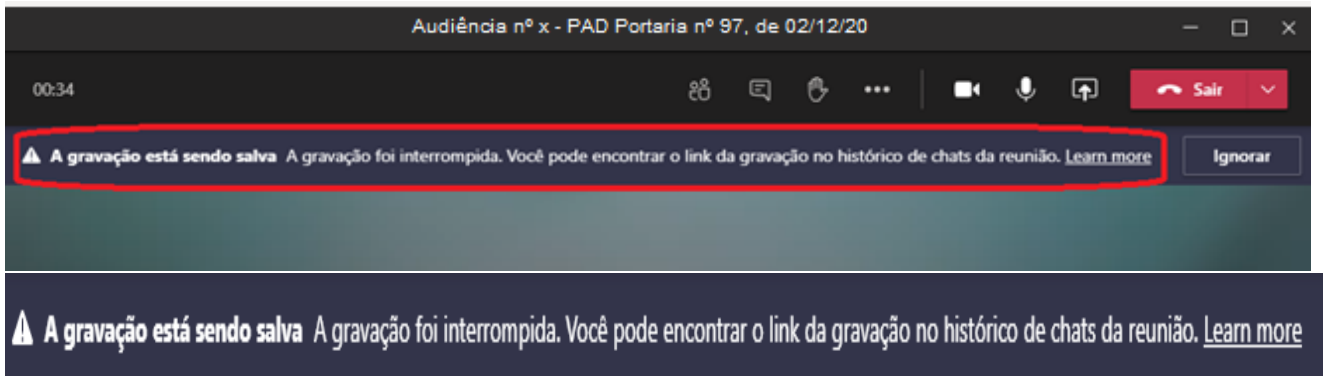 Audiência nº x - PAD Portaria nº 97, de 02/12/20
00:34 Sair
A gravação está sendo salva A gravação foi interrompida. Você pode encontrar o link da gravação no histórico de chats da reunião. Learn more Ignorar
A gravação está sendo salva A gravação foi interrompida. Você pode encontrar o link da gravação no histórico de chats da reunião. Learn more